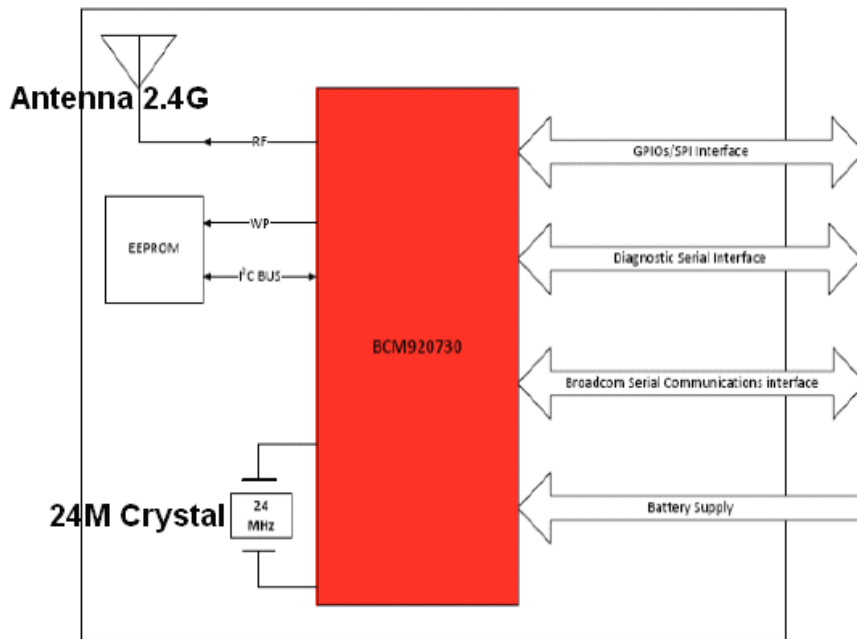 Antenna 2.4G
RF
GPIOs/SPI Interface
WP
EEPROM
I²C BUS
Diagnostic Serial Interface
BCM920730
Broadcom Serial Communications interface
24M Crystal
24
MHz
Battery Supply